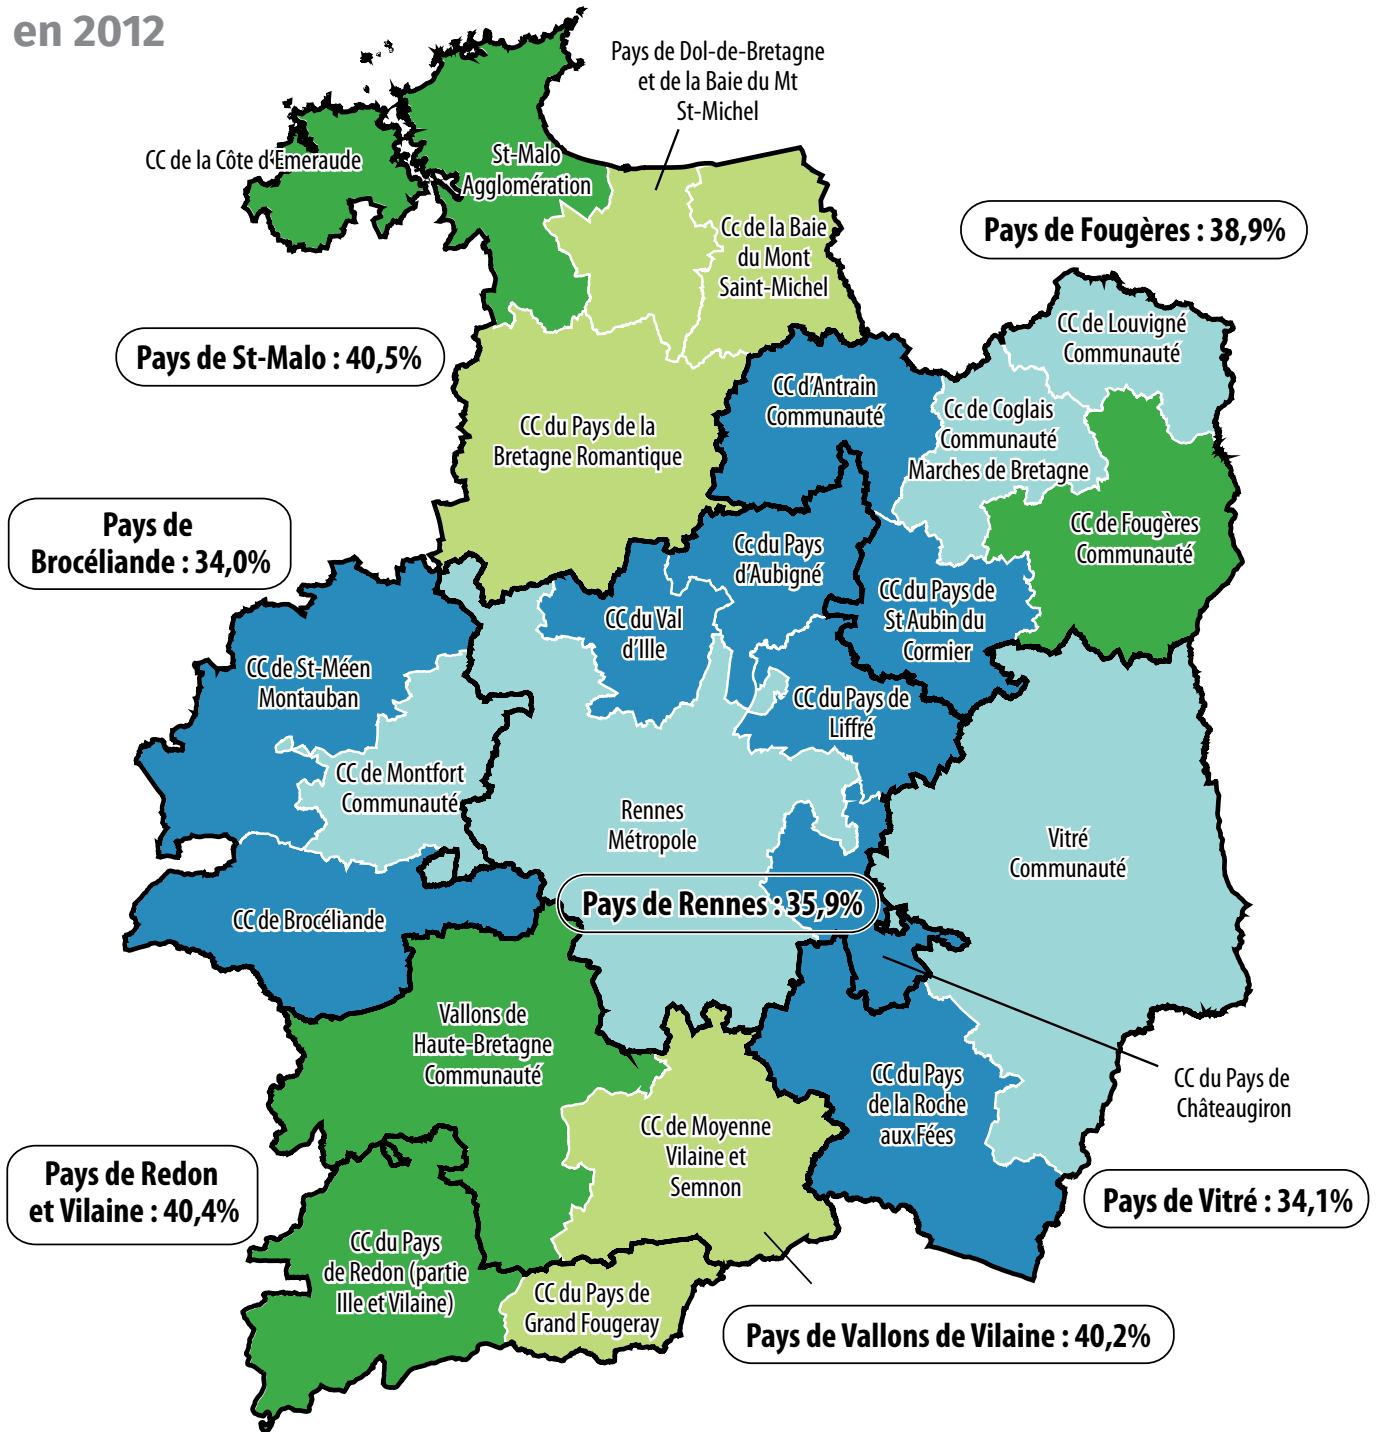 en 2012
Pays de Dol-de-Bretagne
et de la Baie du Mt
St-Michel
CC de la Côte d'Emeraude
St-Malo
Agglomération
Cc de la Baie
du Mont
Saint-Michel
Pays de Fougères : 38,9%
Pays de St-Malo : 40,5%
CC de Louvigné
Communauté
CC d'Antrain
Communauté
Cc de Coglais
Communauté
Marches de Bretagne
CC du Pays de la
Bretagne Romantique
CC de Fougères
Communauté
Pays de
Brocéliande : 34,0%
Cc du Pays
d'Aubigné
CC du Pays de
St Aubin du
Cormier
CC du Val
d'Ille
CC de St-Méen
Montauban
CC du Pays de
Liffré
CC de Montfort
Communauté
Rennes
Métropole
Vitré
Communauté
Pays de Rennes : 35,9%
CC de Brocéliande
Vallons de
Haute-Bretagne
Communauté
CC du Pays
de la Roche
aux Fées
CC du Pays de
Châteaugiron
CC de Moyenne
Vilaine et
Semnon
Pays de Redon
et Vilaine : 40,4%
Pays de Vitré : 34,1%
CC du Pays
de Redon (partie
Ille et Vilaine)
CC du Pays de
Grand Fougeray
Pays de Vallons de Vilaine : 40,2%